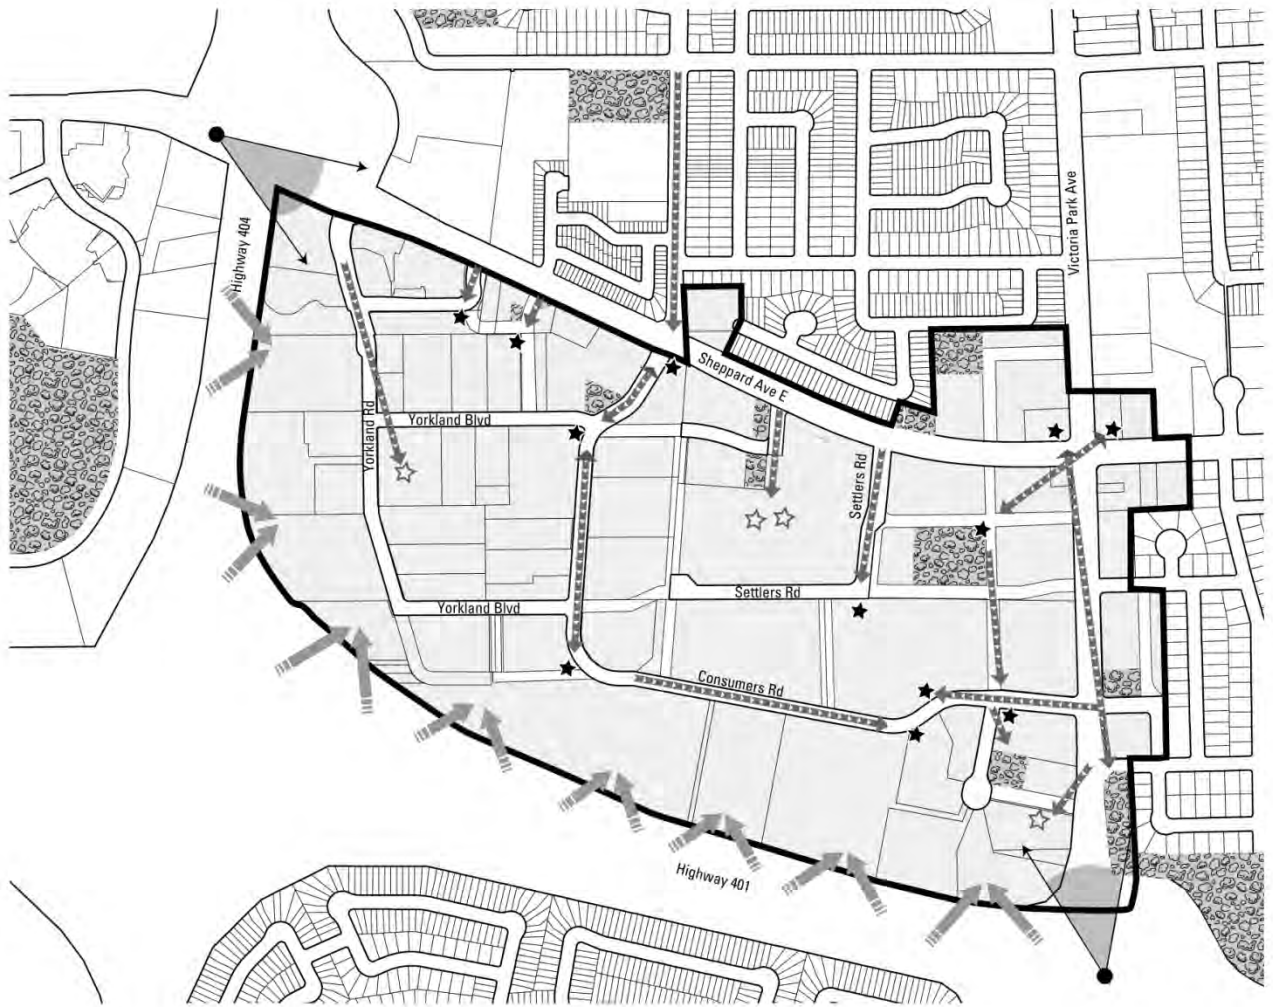 Victoria Park Ave
Highway 404
Sheppard Ave E
Yorkland Rd
Yorkland Blvd
Settlers Rd
Settlers Rd
Yorkland Blvd
Consumers Rd
Highway 401